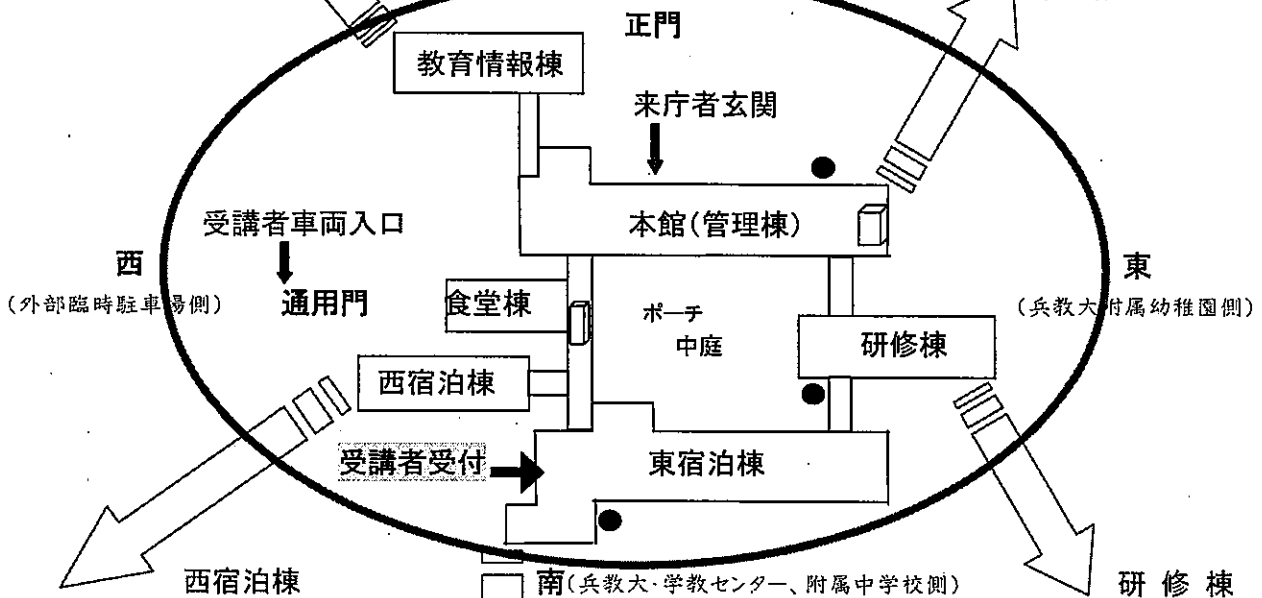 正門
教育情報棟
来庁者玄関
受講者車両入口
本館(管理棟)
西
(外部臨時駐車場側)
通用門
食堂棟
ポーチ
中庭
東
(兵教大附属幼稚園側)
研修棟
西宿泊棟
受講者受付
東宿泊棟
西宿泊棟
南(兵教大・学教センター、附属中学校側)
研修棟